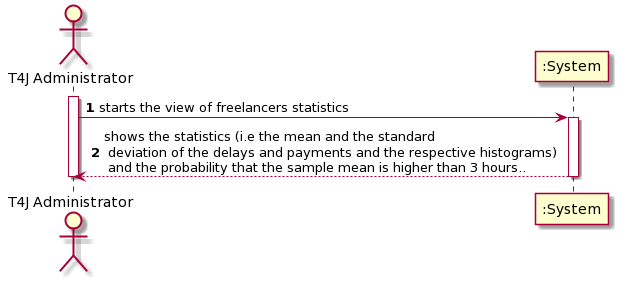 T4J Administrator
:System
1 starts the view of freelancers statistics
shows the statistics (i.e the mean and the standard
2 deviation of the delays and payments and the respective histograms)
and the probability that the sample mean is higher than 3 hours..
T4J Administrator
:System